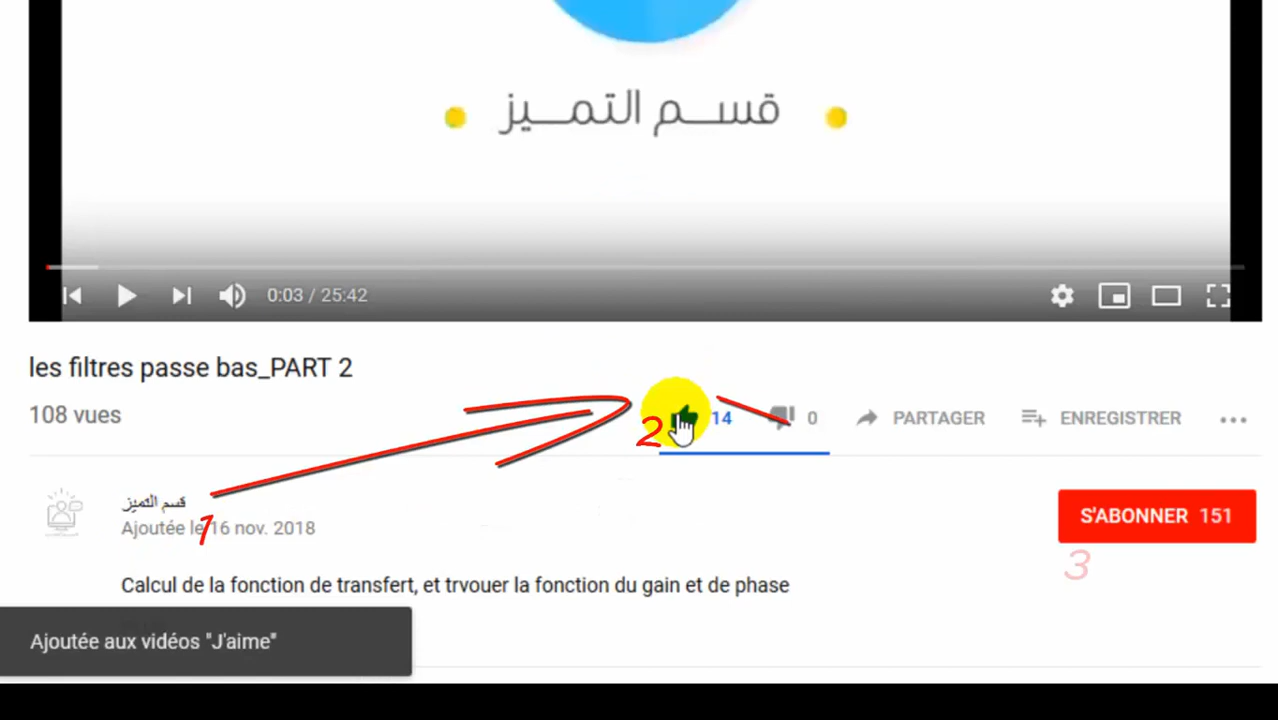 قسم التميز
0:03 / 25:42
les filtres passe bas_PART 2
108 vues
2
14
0
PARTAGER
ENREGISTRER
قسم التميز
1
Ajoutée le 16 nov. 2018
S'ABONNER 151
3
Calcul de la fonction de transfert, et trvouer la fonction du gain et de phase
Ajoutée aux vidéos "J'aime"